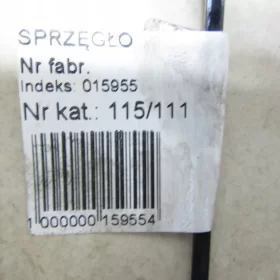 SPRZĘGŁO
Nr fabr.
Indeks: 015955
Nr kat.: 115/111
1 000000 159554